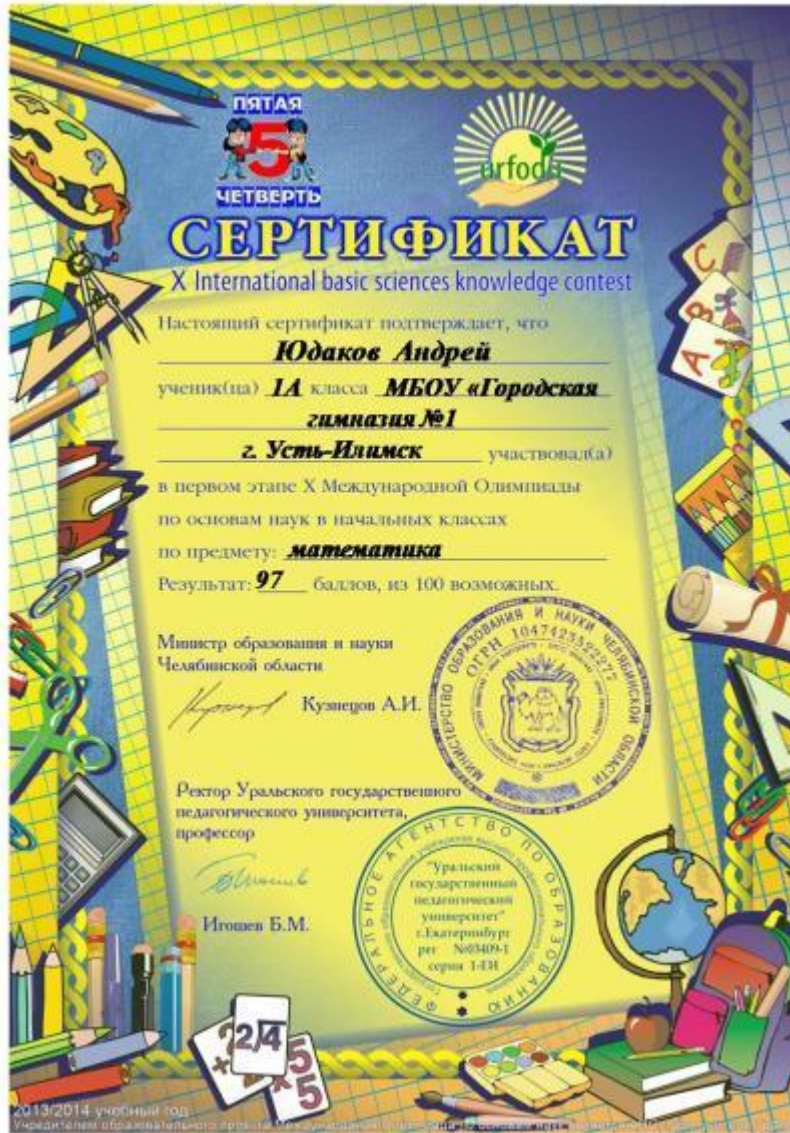 ПЯТАЯ
5
ЧЕТВЕРТЬ
urfodu
СЕРТИФИКАТ
X International basic sciences knowledge contest
Настоящий сертификат подтверждает, что
Юдаков Андрей
ученик(ца) 1А класса МБОУ «Городская
гимназия №1
г. Усть-Илимск участвовал(а)
в первом этапе X Международной Олимпиады
по основам наук в начальных классах
по предмету: математика
Результат: 97 баллов, из 100 возможных.
Министр образования и науки
Челябинской области
Кузнецов А.И.
МИНИСТЕРСТВО ОБРАЗОВАНИЯ И НАУКИ ЧЕЛЯБИНСКОЙ ОБЛАСТИ
ОГРН 1047423522277
Ректор Уральского государственного
педагогического университета,
профессор
Игошев Б.М.
ФЕДЕРАЛЬНОЕ АГЕНТСТВО ПО ОБРАЗОВАНИЮ
"Уральский
государственный
педагогический
университет"
г.Екатеринбург
рег №03409-1
серия 1-ЕН
C
B
A
2/4
2
+
x
5
5
2013/2014 учебный год